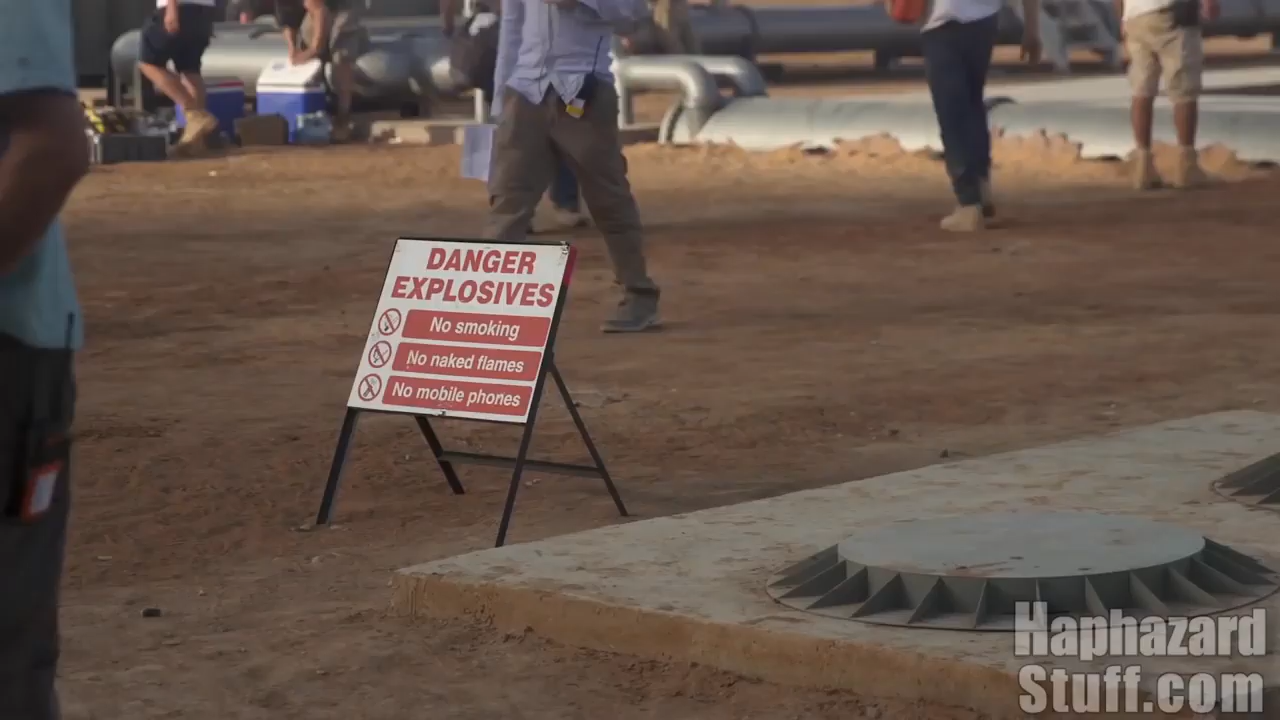 DANGER
EXPLOSIVES
No smoking
No naked flames
No mobile phones
Haphazard
Stuff.com